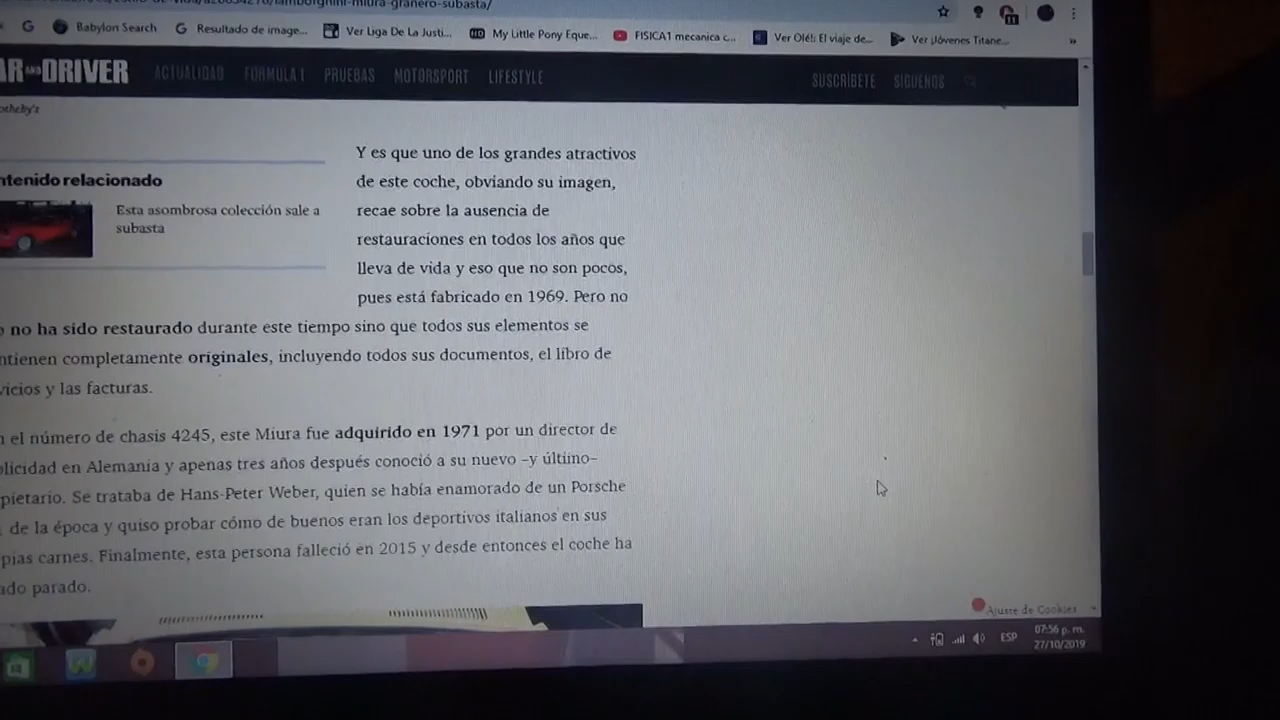 lamborghini-miura-granero-subasta/
Babylon Search
Resultado de image...
Ver Liga De La Justi...
My Little Pony Eque...
FISICA1 mecanica c...
Ver Olé!: El viaje de...
Ver ¡Jóvenes Titane...
»
AR AND DRIVER
ACTUALIDAD FÓRMULA 1 PRUEBAS MOTORSPORT LIFESTYLE
SUSCRÍBETE SÍGUENOS
otheby's
ntenido relacionado
Esta asombrosa colección sale a
subasta
Y es que uno de los grandes atractivos
de este coche, obviando su imagen,
recae sobre la ausencia de
restauraciones en todos los años que
lleva de vida y eso que no son pocos,
pues está fabricado en 1969. Pero no
o no ha sido restaurado durante este tiempo sino que todos sus elementos se
ntienen completamente originales, incluyendo todos sus documentos, el libro de
vicios y las facturas.
n el número de chasis 4245, este Miura fue adquirido en 1971 por un director de
blicidad en Alemania y apenas tres años después conoció a su nuevo –y último–
pietario. Se trataba de Hans-Peter Weber, quien se había enamorado de un Porsche
de la época y quiso probar cómo de buenos eran los deportivos italianos en sus
pias carnes. Finalmente, esta persona falleció en 2015 y desde entonces el coche ha
ado parado.
Ajuste de Cookies
ESP
07:56 p. m.
27/10/2019